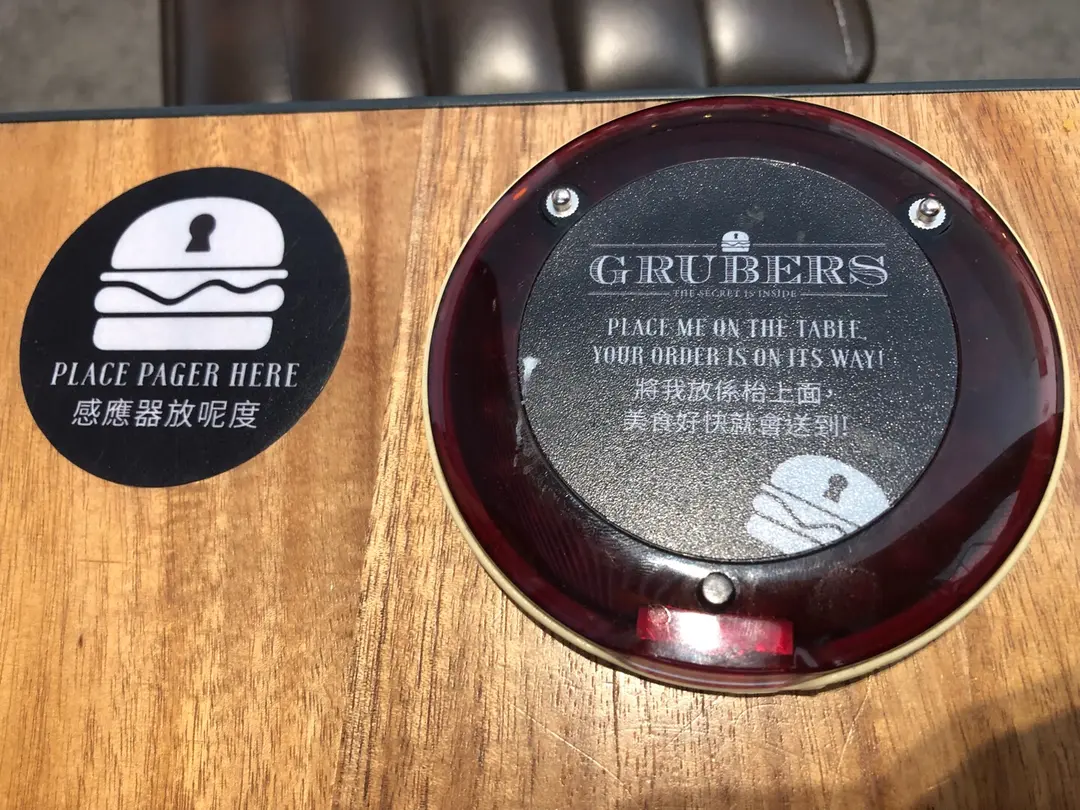 PLACE PAGER HERE
感應器放呢度
GRUBERS
THE SECRET IS INSIDE
PLACE ME ON THE TABLE,
YOUR ORDER IS ON ITS WAY!
將我放係枱上面，
美食好快就會送到!